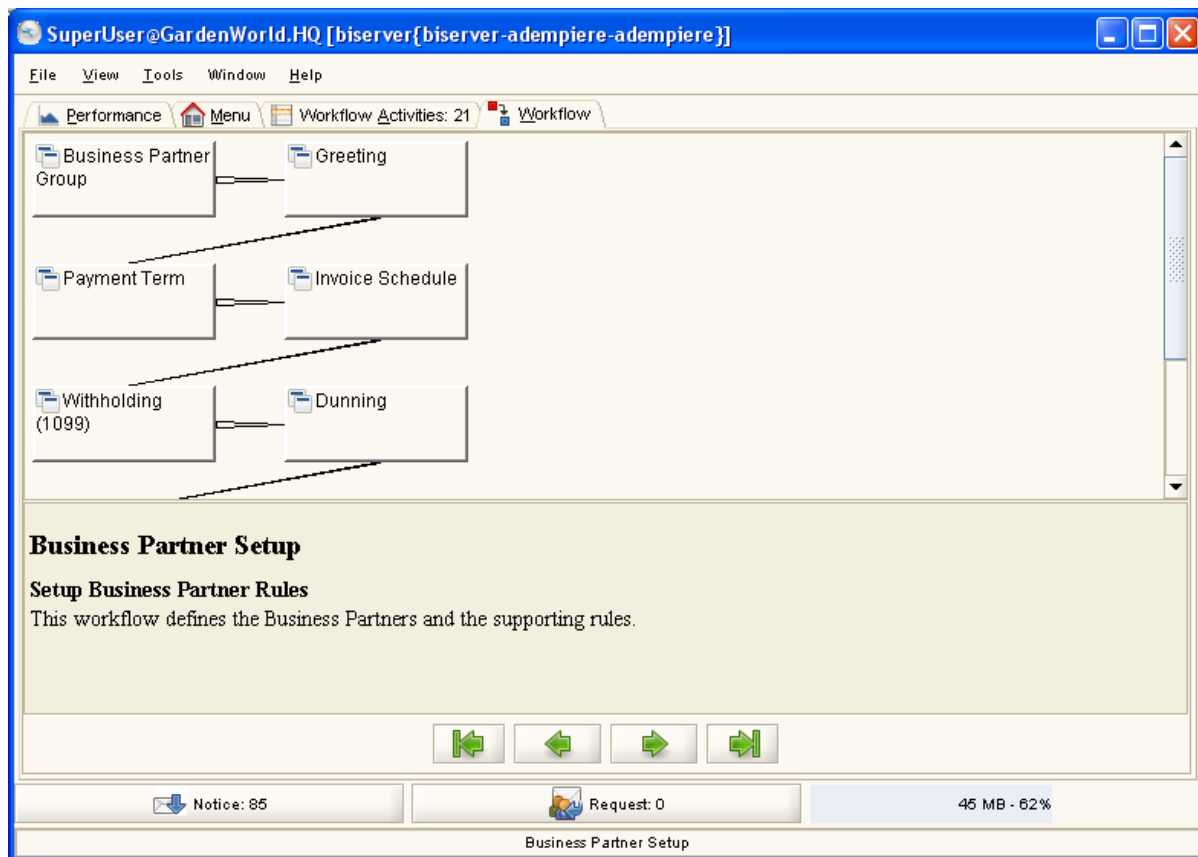 SuperUser@GardenWorld.HQ [biserver{biserver-adempiere-adempiere}]
File View Tools Window Help
Performance Menu Workflow Activities: 21 Workflow
Business Partner Group
Greeting
Payment Term
Invoice Schedule
Withholding (1099)
Dunning
Business Partner Setup
Setup Business Partner Rules
This workflow defines the Business Partners and the supporting rules.
Notice: 85 Request: 0 45 MB - 62%
Business Partner Setup